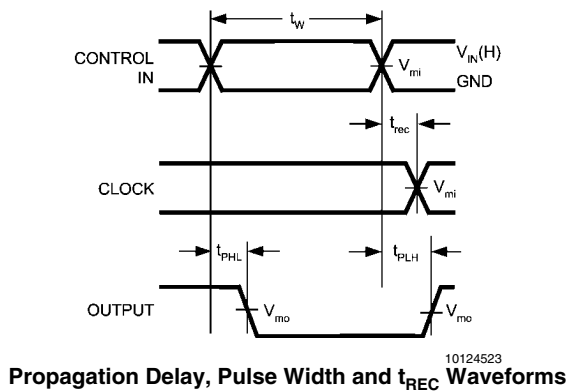 t_W
CONTROL IN
V_IN(H)
V_mi
GND
t_rec
CLOCK
V_mi
t_PHL
t_PLH
OUTPUT
V_mo
V_mo
10124523
Propagation Delay, Pulse Width and t_REC Waveforms